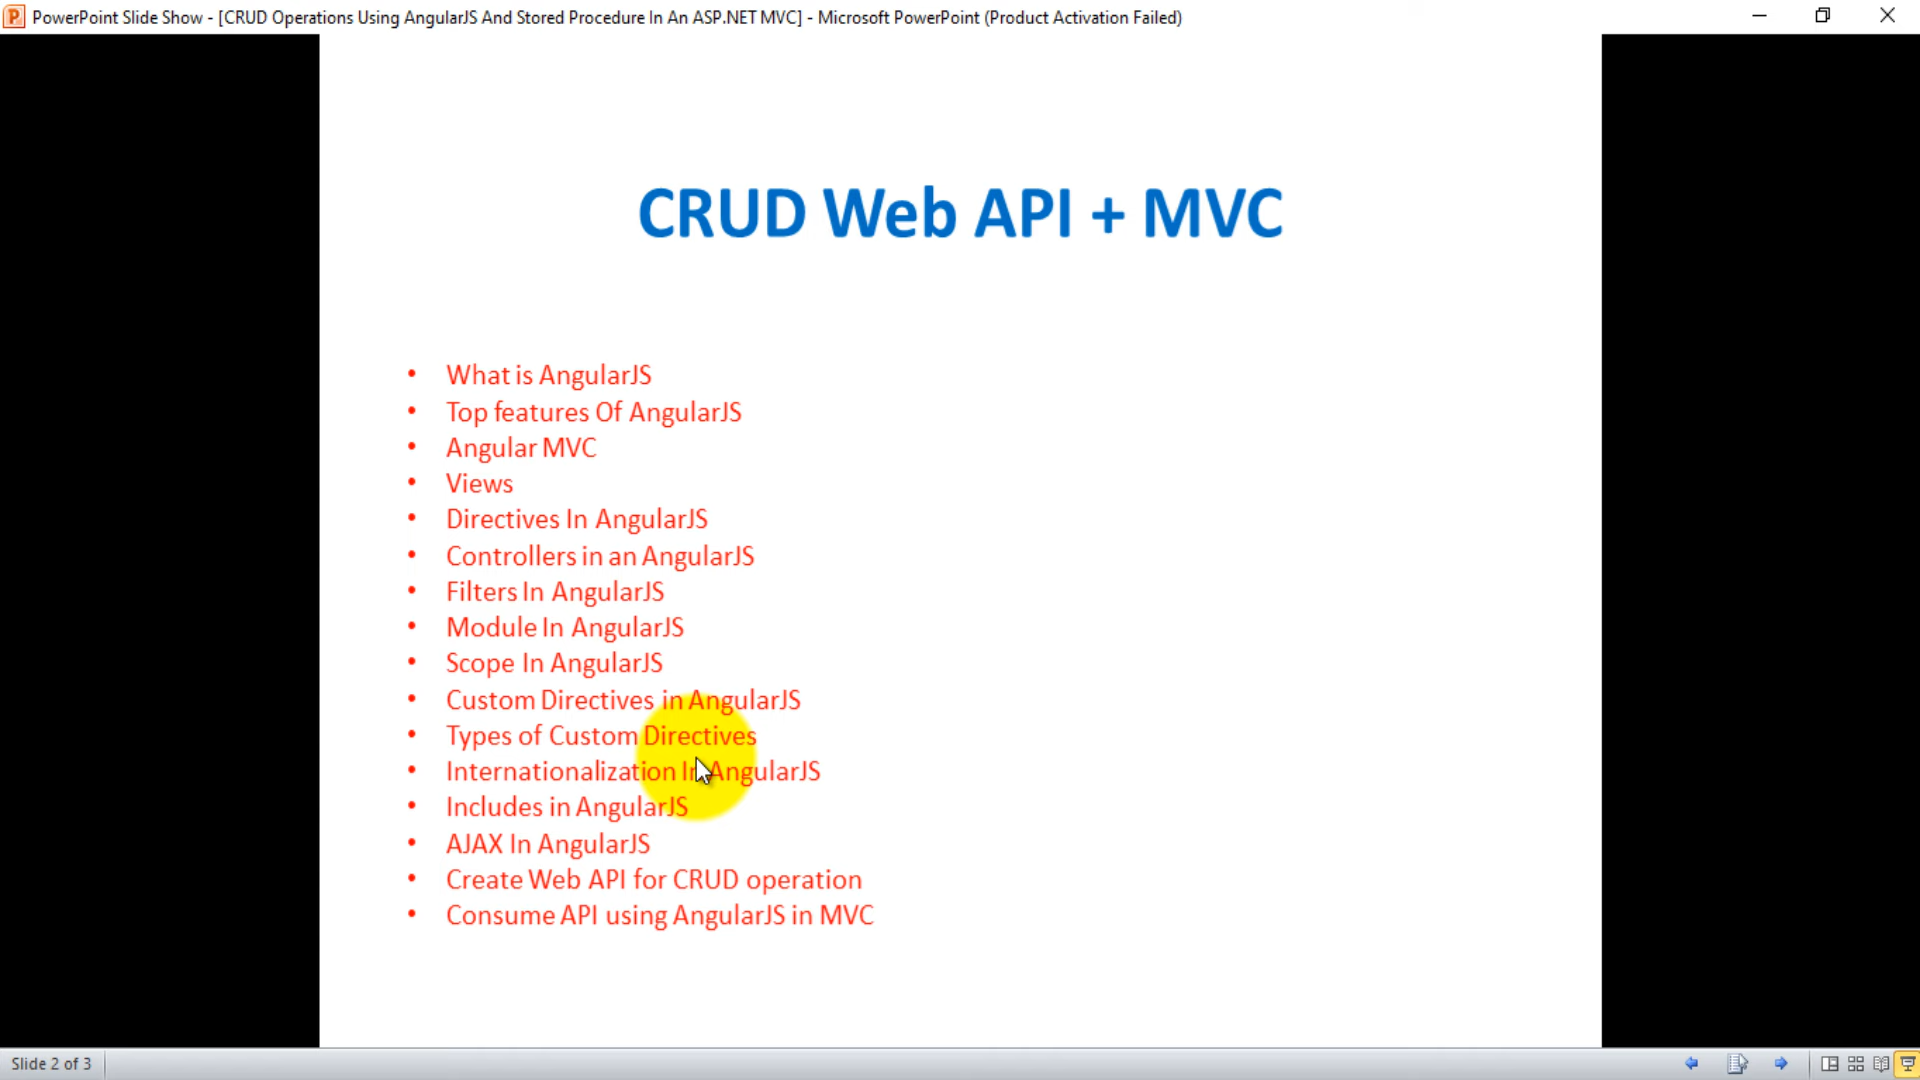 PowerPoint Slide Show - [CRUD Operations Using AngularJS And Stored Procedure In An ASP.NET MVC] - Microsoft PowerPoint (Product Activation Failed)
CRUD Web API + MVC
• What is AngularJS
• Top features Of AngularJS
• Angular MVC
• Views
• Directives In AngularJS
• Controllers in an AngularJS
• Filters In AngularJS
• Module In AngularJS
• Scope In AngularJS
• Custom Directives in AngularJS
• Types of Custom Directives
• Internationalization In AngularJS
• Includes in AngularJS
• AJAX In AngularJS
• Create Web API for CRUD operation
• Consume API using AngularJS in MVC
Slide 2 of 3